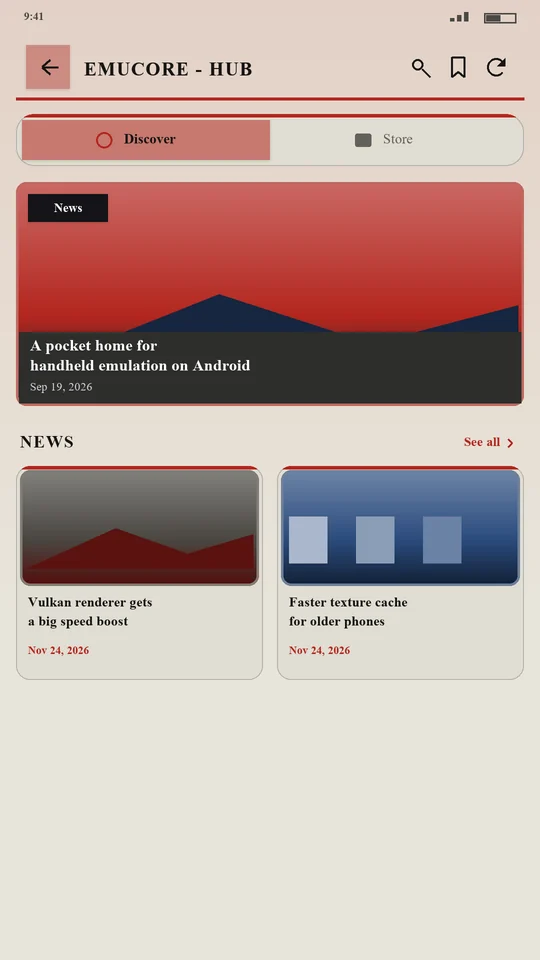 9:41
EMUCORE - HUB
Discover
Store
News
A pocket home for
handheld emulation on Android
Sep 19, 2026
NEWS
See all
Vulkan renderer gets
a big speed boost
Nov 24, 2026
Faster texture cache
for older phones
Nov 24, 2026